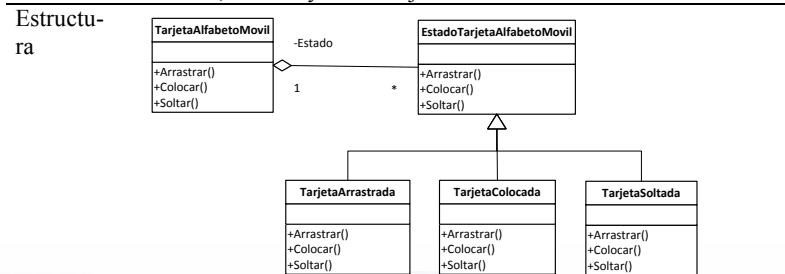 Estructu-
ra
TarjetaAlfabetoMovil
+Arrastrar()
+Colocar()
+Soltar()
-Estado
1
*
EstadoTarjetaAlfabetoMovil
+Arrastrar()
+Colocar()
+Soltar()
TarjetaArrastrada
+Arrastrar()
+Colocar()
+Soltar()
TarjetaColocada
+Arrastrar()
+Colocar()
+Soltar()
TarjetaSoltada
+Arrastrar()
+Colocar()
+Soltar()